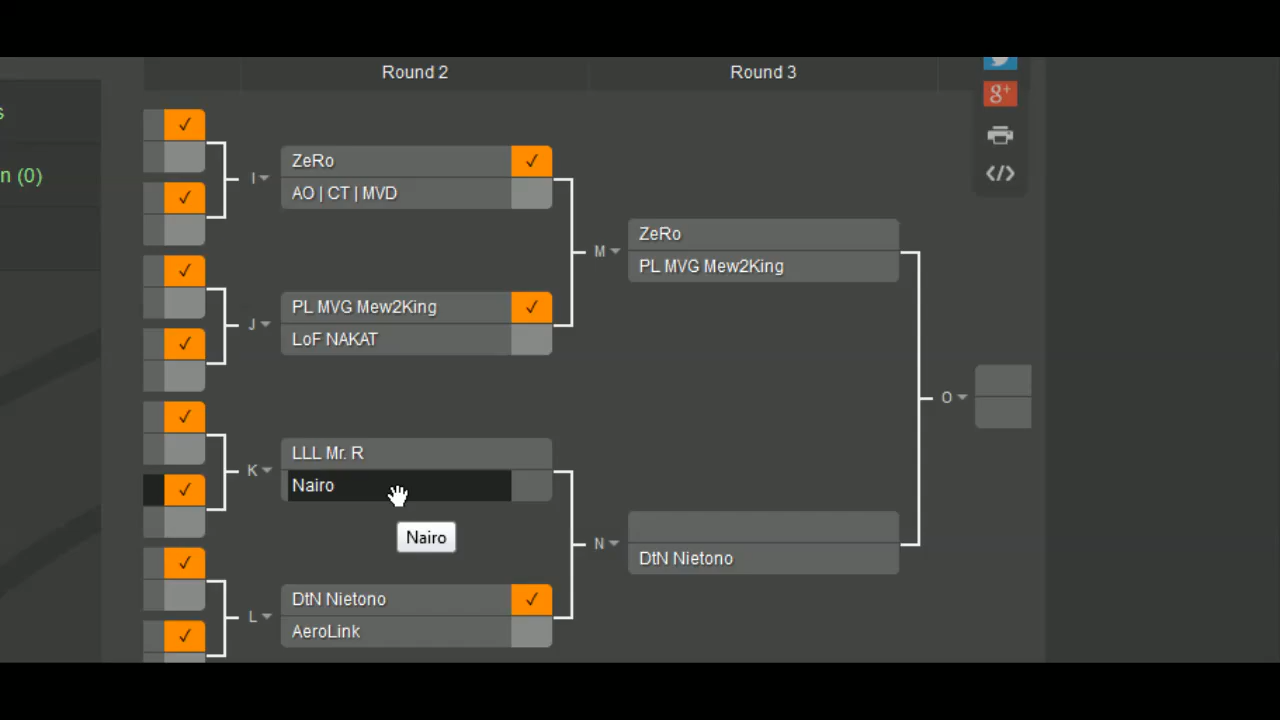 Round 2
Round 3
s
n (0)
g+
</>
I
ZeRo
AO | CT | MVD
M
ZeRo
PL MVG Mew2King
J
PL MVG Mew2King
LoF NAKAT
O
K
LLL Mr. R
Nairo
Nairo
N
DtN Nietono
L
DtN Nietono
AeroLink